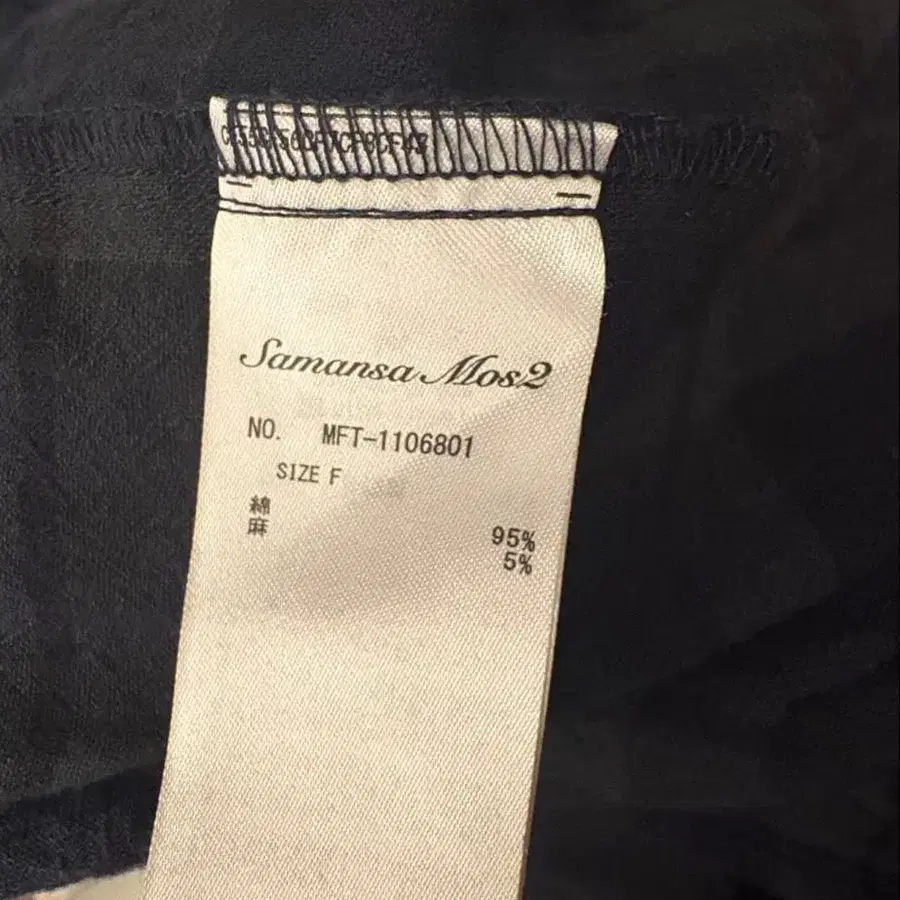 Samansa Mos2
NO. MFT-1106801
SIZE F
綿 95%
麻 5%